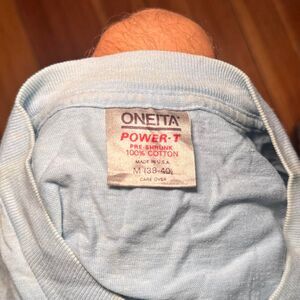 ONEITA
POWER-T
PRE-SHRUNK
100% COTTON
MADE IN U.S.A.
M (38-40)
CARE OVER